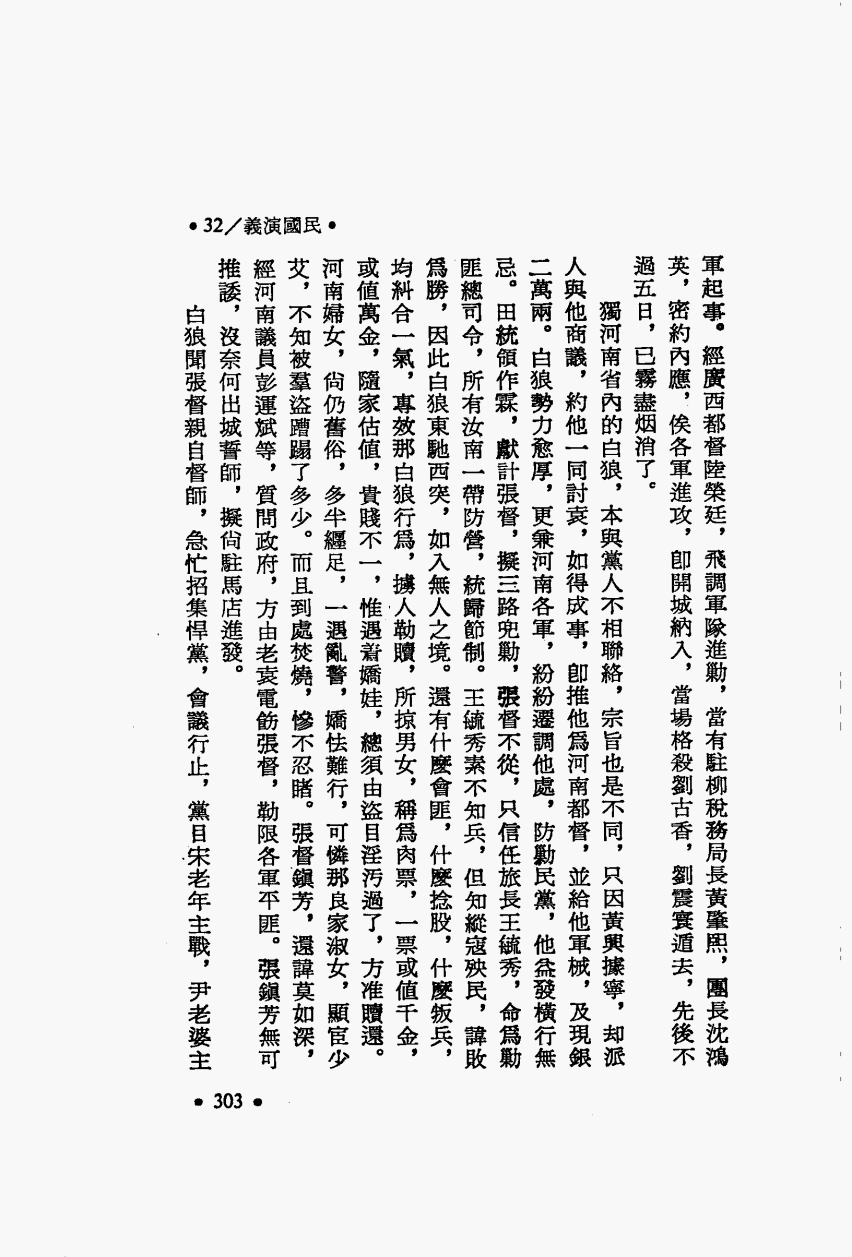 •32／義演國民•
軍起事。經廣西都督陸榮廷，飛調軍隊進勦，當有駐柳稅務局長黃肇熙，團長沈鴻
英，密約內應，俟各軍進攻，卽開城納入，當場格殺劉古香，劉震寰遁去，先後不
過五日，已霧盡烟消了。
獨河南省內的白狼，本與黨人不相聯絡，宗旨也是不同，只因黃興據寧，却派
人與他商議，約他一同討袁，如得成事，卽推他爲河南都督，並給他軍械，及現銀
二萬兩。白狼勢力愈厚，更兼河南各軍，紛紛遷調他處，防勦民黨，他益發橫行無
忌。田統領作霖，獻計張督，擬三路兜勦，張督不從，只信任旅長王毓秀，命爲勦
匪總司令，所有汝南一帶防營，統歸節制。王毓秀素不知兵，但知縱寇殃民，諱敗
爲勝，因此白狼東馳西突，如入無人之境。還有什麼會匪，什麼捻股，什麼叛兵，
均糾合一氣，專效那白狼行爲，擄人勒贖，所掠男女，稱爲肉票，一票或値千金，
或値萬金，隨家估値，貴賤不一，惟遇着嬌娃，總須由盜目淫污過了，方准贖還。
河南婦女，尙仍舊俗，多半纏足，一遇亂警，嬌怯難行，可憐那良家淑女，顯宦少
艾，不知被羣盜蹧蹋了多少。而且到處焚燒，慘不忍睹。張督鎭芳，還諱莫如深，
經河南議員彭運斌等，質問政府，方由老袁電飭張督，勒限各軍平匪。張鎭芳無可
推諉，沒奈何出城誓師，擬尙駐馬店進發。
白狼聞張督親自督師，急忙招集悍黨，會議行止，黨目宋老年主戰，尹老婆主
•303•